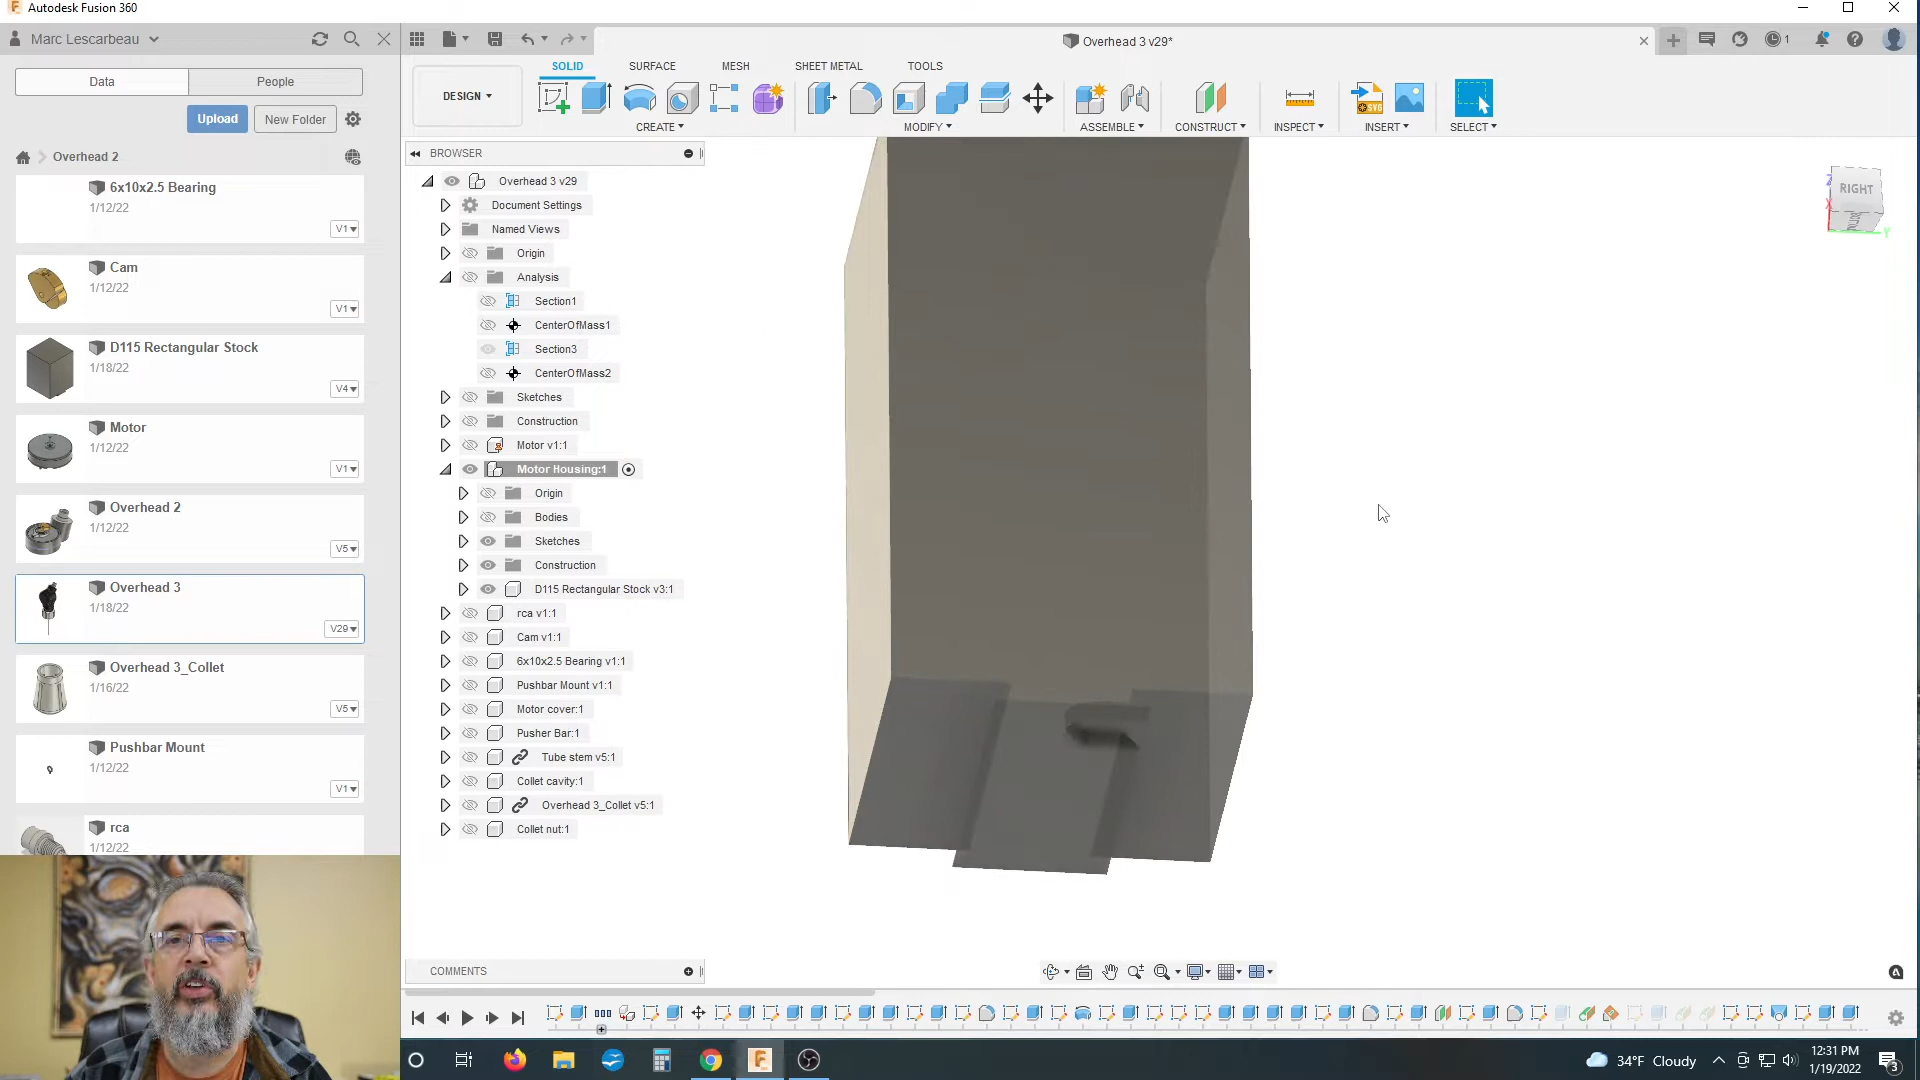 Autodesk Fusion 360
Marc Lescarbeau
Overhead 3 v29*
1
Data
People
SOLID
SURFACE
MESH
SHEET METAL
TOOLS
DESIGN
Upload
New Folder
CREATE
MODIFY
ASSEMBLE
CONSTRUCT
INSPECT
INSERT
SELECT
SVG
Overhead 2
BROWSER
6x10x2.5 Bearing
1/12/22
V1
Cam
1/12/22
V1
D115 Rectangular Stock
1/18/22
V4
Motor
1/12/22
V1
Overhead 2
1/12/22
V5
Overhead 3
1/18/22
V29
Overhead 3_Collet
1/16/22
V5
Pushbar Mount
1/12/22
V1
rca
1/12/22
Overhead 3 v29
Document Settings
Named Views
Origin
Analysis
Section1
CenterOfMass1
Section3
CenterOfMass2
Sketches
Construction
Motor v1:1
Motor Housing:1
Origin
Bodies
Sketches
Construction
D115 Rectangular Stock v3:1
rca v1:1
Cam v1:1
6x10x2.5 Bearing v1:1
Pushbar Mount v1:1
Motor cover:1
Pusher Bar:1
Tube stem v5:1
Collet cavity:1
Overhead 3_Collet v5:1
Collet nut:1
RIGHT
Z
X
Y
COMMENTS
34°F Cloudy
12:31 PM
1/19/2022
3